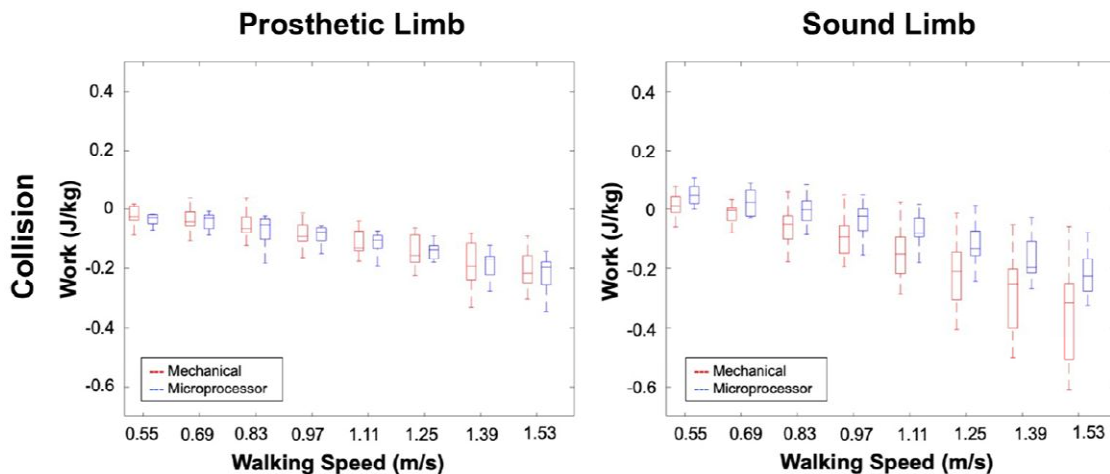 Prosthetic Limb
Sound Limb
Collision
Work (J/kg)
0.4
0.2
0
-0.2
-0.4
-0.6
Mechanical
Microprocessor
0.55 0.69 0.83 0.97 1.11 1.25 1.39 1.53
Walking Speed (m/s)
Work (J/kg)
0.4
0.2
0
-0.2
-0.4
-0.6
Mechanical
Microprocessor
0.55 0.69 0.83 0.97 1.11 1.25 1.39 1.53
Walking Speed (m/s)